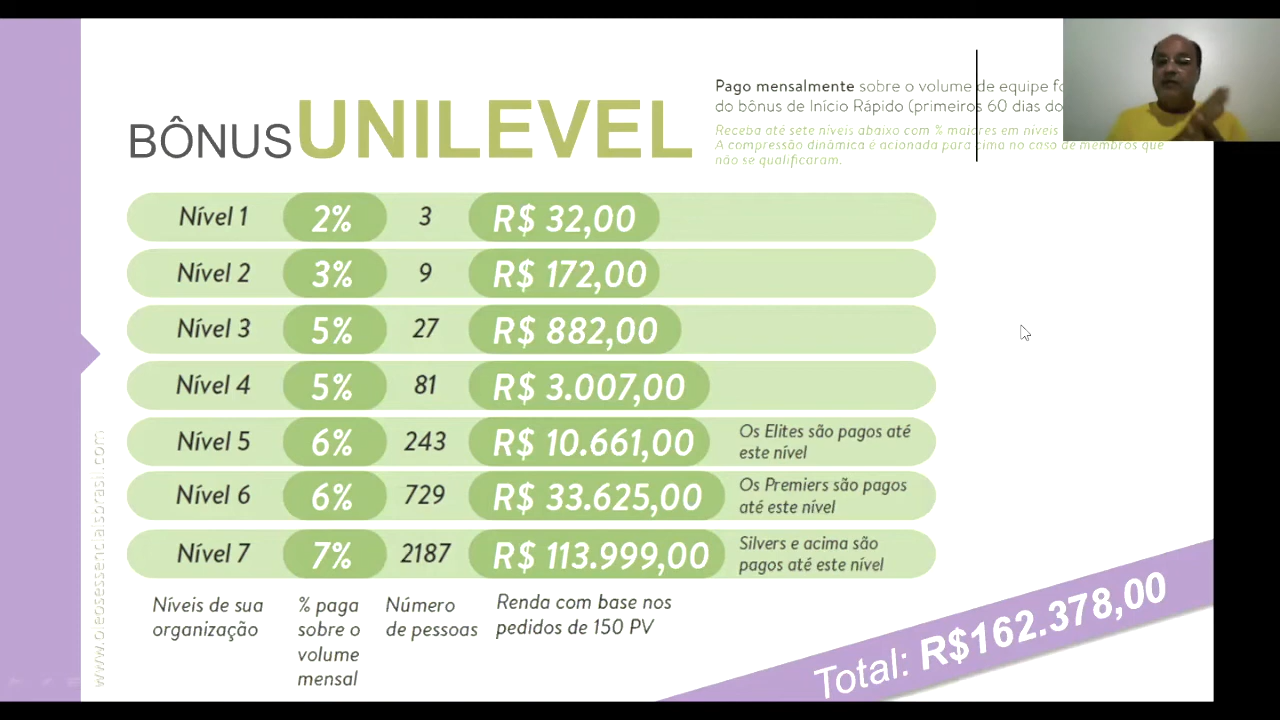 BÔNUS UNILEVEL
Pago mensalmente sobre o volume de equipe
do bônus de Início Rápido (primeiros 60 dias
Receba até sete níveis abaixo com % maiores em níveis
A compressão dinâmica é acionada para cima no caso de membros que
não se qualificaram.
Nível 1 2% 3 R$ 32,00
Nível 2 3% 9 R$ 172,00
Nível 3 5% 27 R$ 882,00
Nível 4 5% 81 R$ 3.007,00
Nível 5 6% 243 R$ 10.661,00 Os Elites são pagos até
este nível
Nível 6 6% 729 R$ 33.625,00 Os Premiers são pagos
até este nível
Nível 7 7% 2187 R$ 113.999,00 Silvers e acima são
pagos até este nível
Níveis de sua
organização
% paga
sobre o
volume
mensal
Número
de pessoas
Renda com base nos
pedidos de 150 PV
Total: R$162.378,00
www.oleosessenciaisbrasil.com